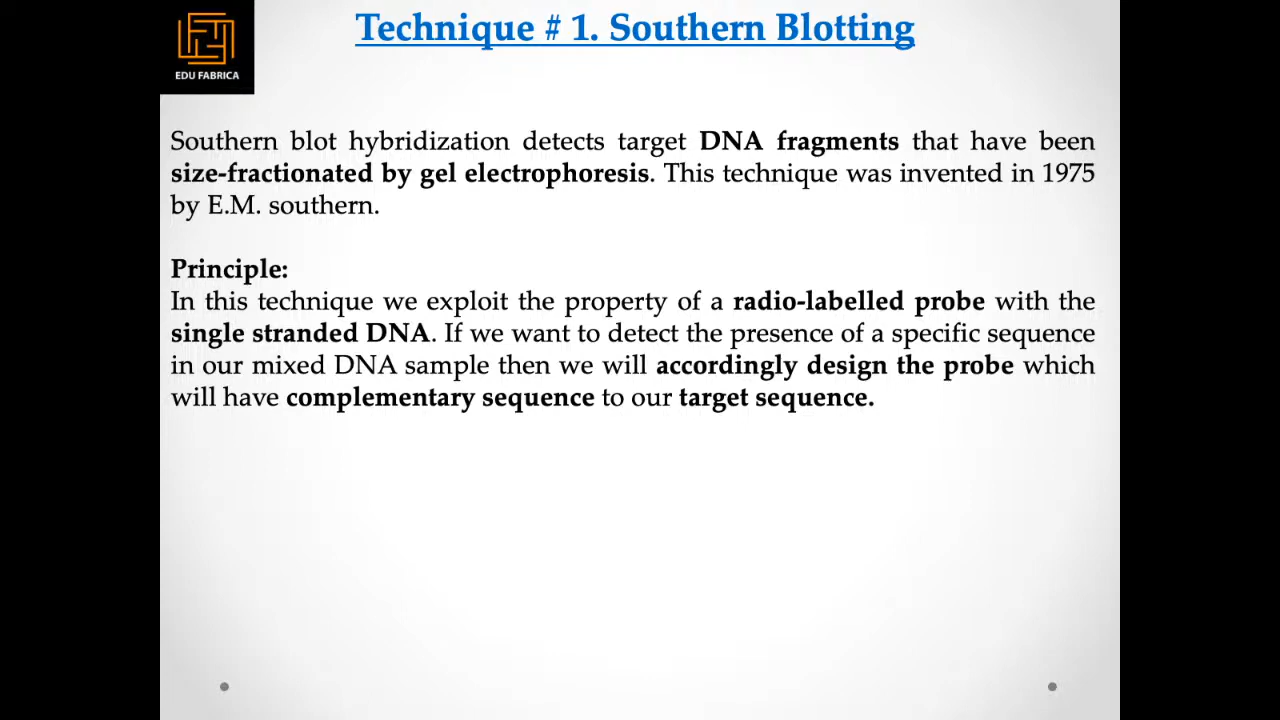 EDU FABRICA
Technique # 1. Southern Blotting
Southern blot hybridization detects target DNA fragments that have been
size-fractionated by gel electrophoresis. This technique was invented in 1975
by E.M. southern.
Principle:
In this technique we exploit the property of a radio-labelled probe with the
single stranded DNA. If we want to detect the presence of a specific sequence
in our mixed DNA sample then we will accordingly design the probe which
will have complementary sequence to our target sequence.